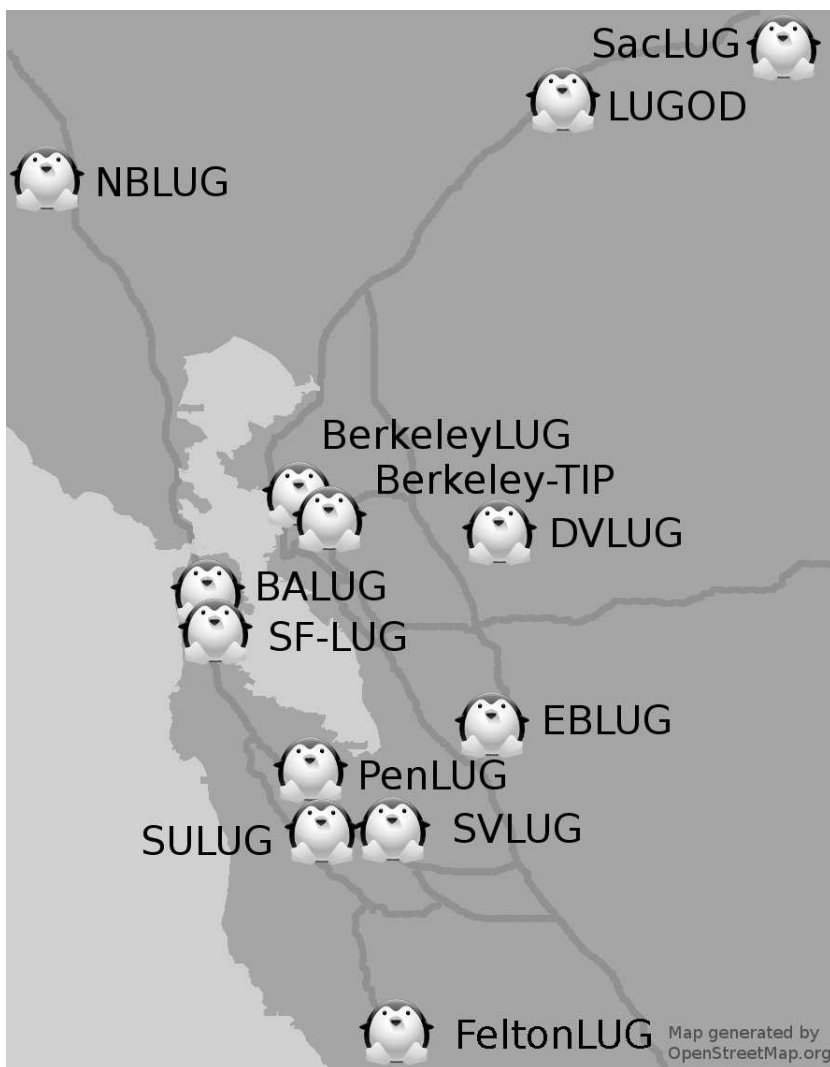 SacLUG
LUGOD
NBLUG
BerkeleyLUG
Berkeley-TIP
DVLUG
BALUG
SF-LUG
EBLUG
PenLUG
SULUG
SVLUG
FeltonLUG
Map generated by
OpenStreetMap.org